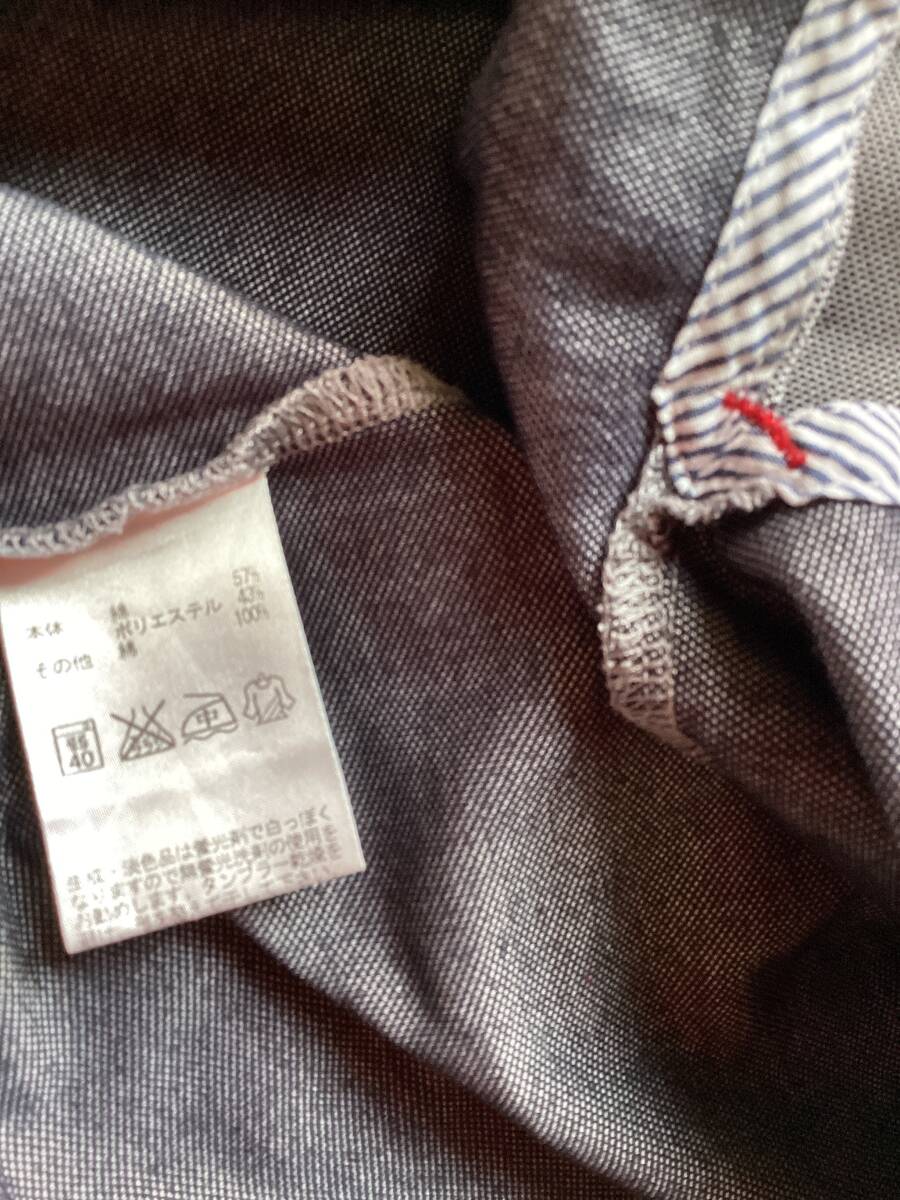 綿 57%
本体 ポリエステル 43%
その他 綿 100%
弱 40
中
生成・淡色品は蛍光剤で白っぽく
なりますので無蛍光洗剤の使用を
お勧めします。タンブラー乾燥を